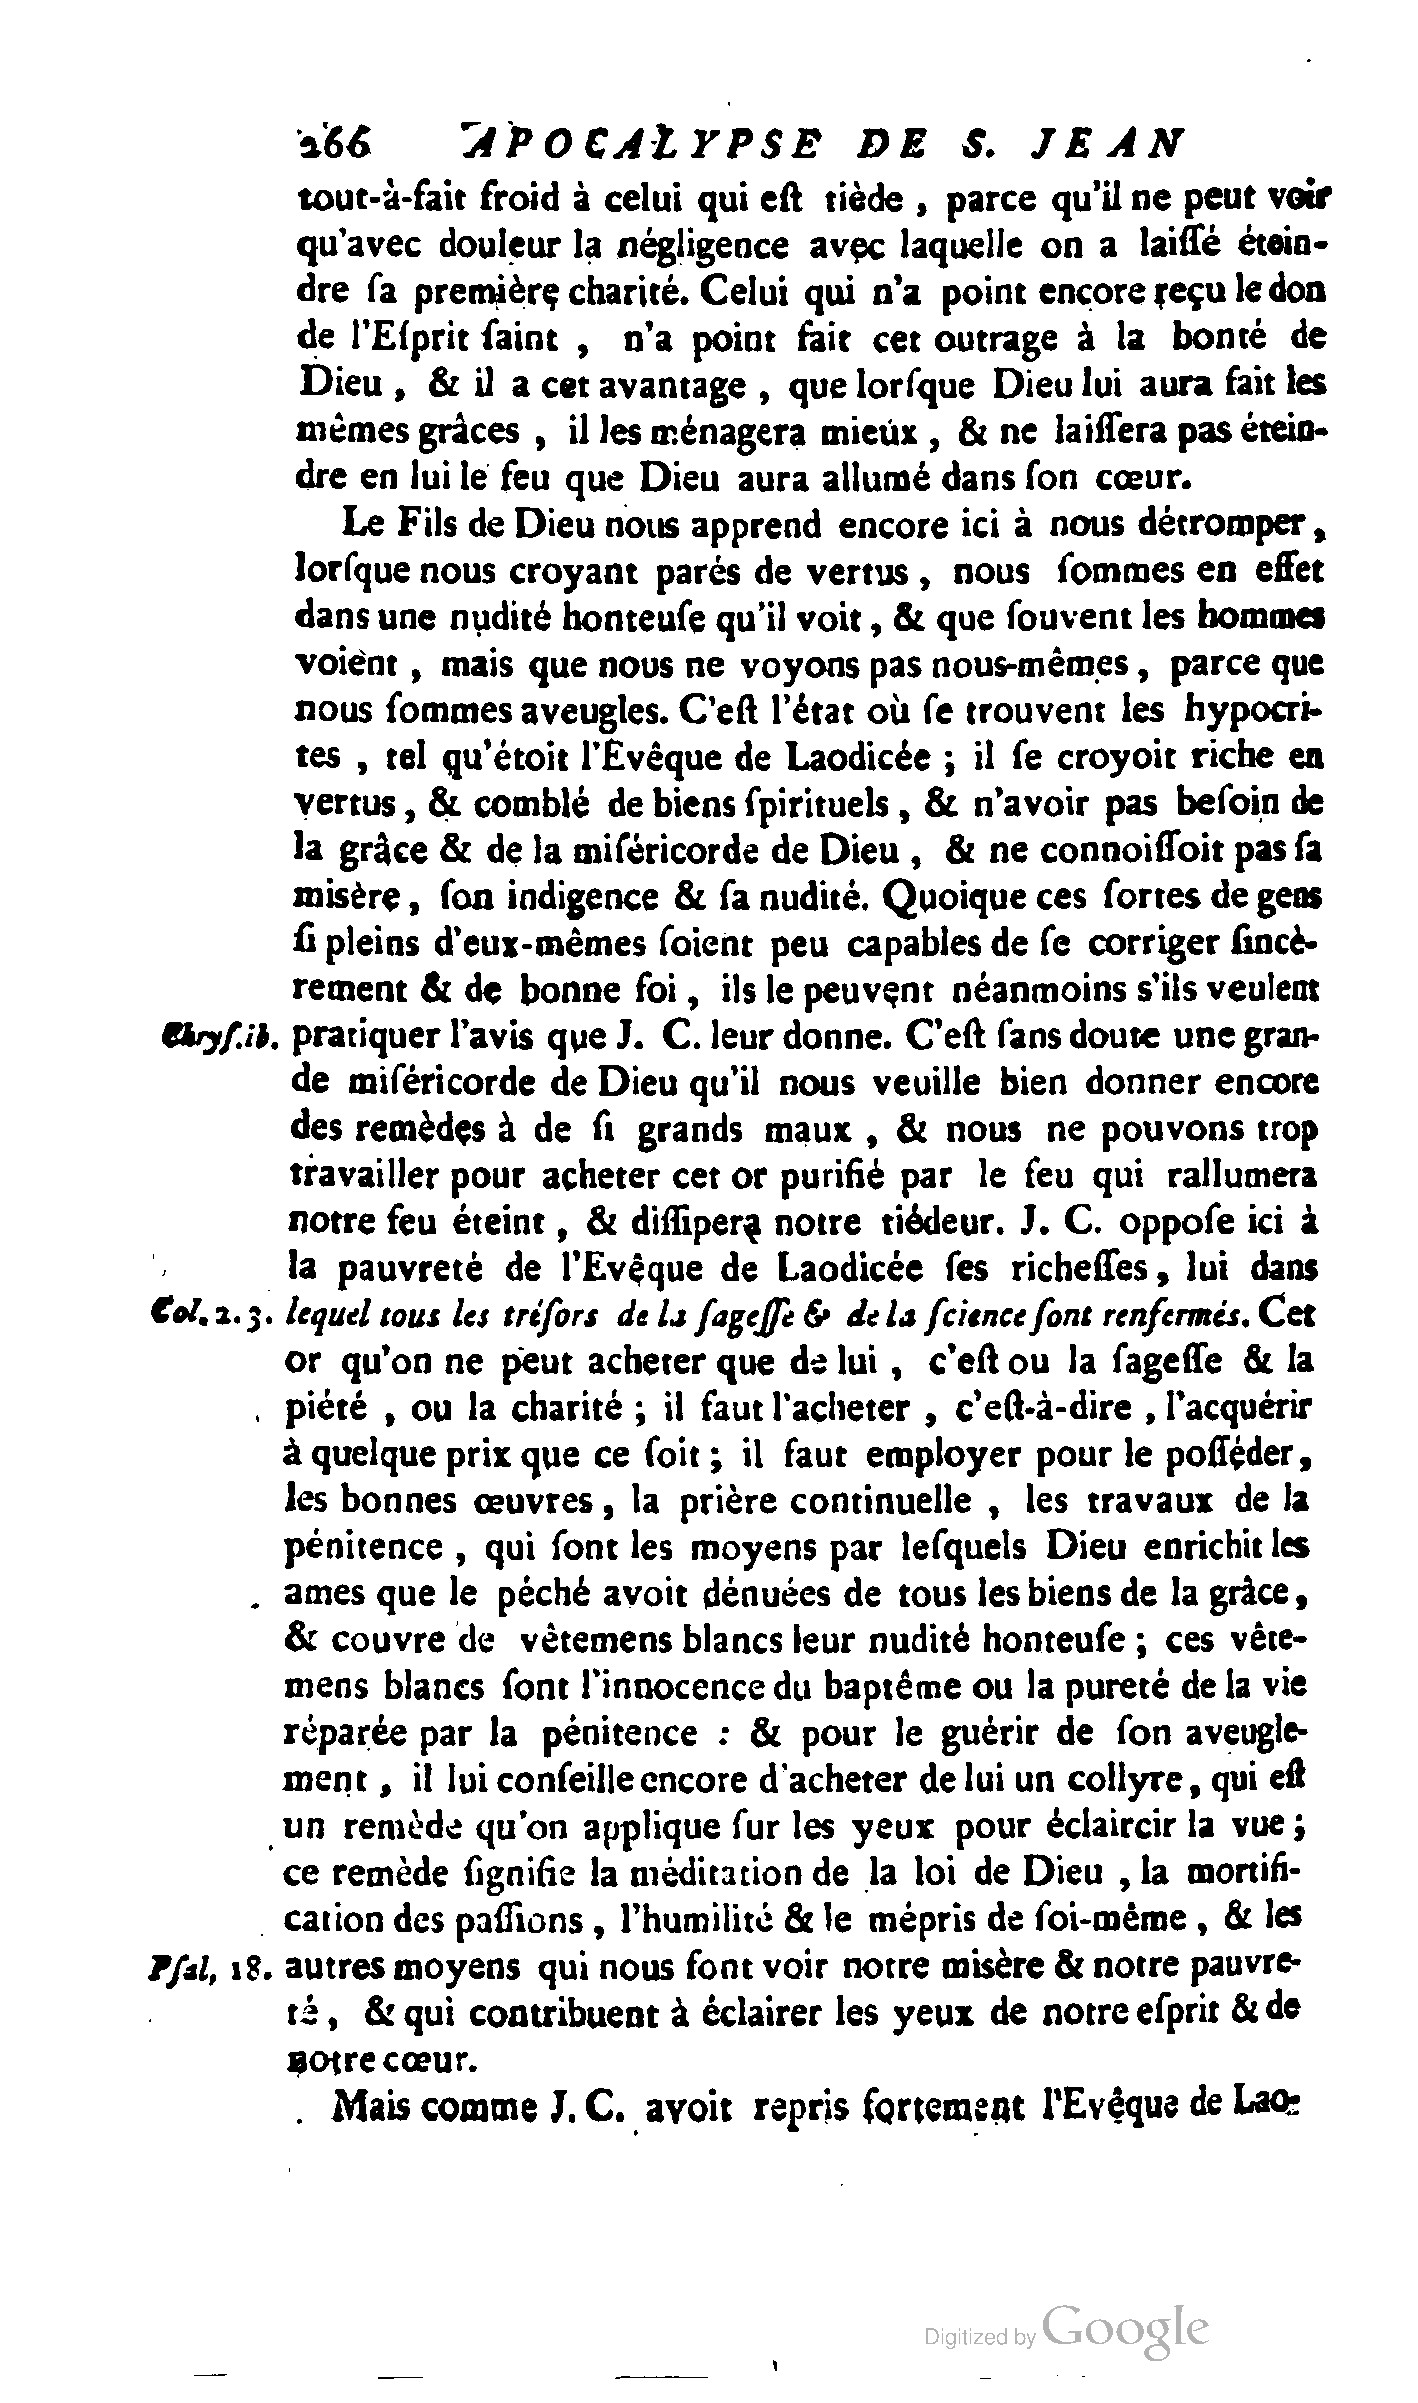 266 APOCALYPSE DE S. JEAN
tout-à-fait froid à celui qui eſt tiède , parce qu'il ne peut voir
qu'avec douleur la négligence avec laquelle on a laiſſé étein-
dre ſa première charité. Celui qui n'a point encore reçu le don
de l'Eſprit ſaint , n'a point fait cet outrage à la bonté de
Dieu , & il a cet avantage , que lorſque Dieu lui aura fait les
mêmes grâces , il les ménagera mieux , & ne laiſſera pas étein-
dre en lui le feu que Dieu aura allumé dans ſon cœur.
Le Fils de Dieu nous apprend encore ici à nous détromper,
lorſque nous croyant parés de vertus , nous ſommes en effet
dans une nudité honteuſe qu'il voit , & que ſouvent les hommes
voient , mais que nous ne voyons pas nous-mêmes , parce que
nous ſommes aveugles. C'eſt l'état où ſe trouvent les hypocri-
tes , tel qu'étoit l'Evêque de Laodicée ; il ſe croyoit riche en
vertus , & comblé de biens ſpirituels , & n'avoir pas beſoin de
la grâce & de la miſéricorde de Dieu , & ne connoiſſoit pas ſa
misère , ſon indigence & ſa nudité. Quoique ces ſortes de gens
ſi pleins d'eux-mêmes ſoient peu capables de ſe corriger ſincè-
rement & de bonne foi , ils le peuvent néanmoins s'ils veulent
Chryſ.ib. pratiquer l'avis que J. C. leur donne. C'eſt ſans doute une gran-
de miſéricorde de Dieu qu'il nous veuille bien donner encore
des remèdes à de ſi grands maux , & nous ne pouvons trop
travailler pour acheter cet or purifié par le feu qui rallumera
notre feu éteint , & diſſipera notre tiédeur. J. C. oppoſe ici à
la pauvreté de l'Evêque de Laodicée ſes richeſſes , lui dans
Col. 2. 3. lequel tous les tréſors de la ſageſſe & de la ſcience ſont renfermés. Cet
or qu'on ne peut acheter que de lui , c'eſt ou la ſageſſe & la
piété , ou la charité ; il faut l'acheter , c'eſt-à-dire , l'acquérir
à quelque prix que ce ſoit ; il faut employer pour le poſſéder,
les bonnes œuvres , la prière continuelle , les travaux de la
pénitence , qui ſont les moyens par leſquels Dieu enrichit les
ames que le péché avoit dénuées de tous les biens de la grâce,
& couvre de vêtemens blancs leur nudité honteuſe ; ces vête-
mens blancs ſont l'innocence du baptême ou la pureté de la vie
réparée par la pénitence : & pour le guérir de ſon aveugle-
ment , il lui conſeille encore d'acheter de lui un collyre , qui eſt
un remède qu'on applique ſur les yeux pour éclaircir la vue ;
ce remède ſignifie la méditation de la loi de Dieu , la mortifi-
cation des paſſions , l'humilité & le mépris de ſoi-même , & les
Pſal, 18. autres moyens qui nous font voir notre misère & notre pauvre-
té , & qui contribuent à éclairer les yeux de notre eſprit & de
notre cœur.
Mais comme J. C. avoit repris fortement l'Evêque de Lao-
Digitized by Google